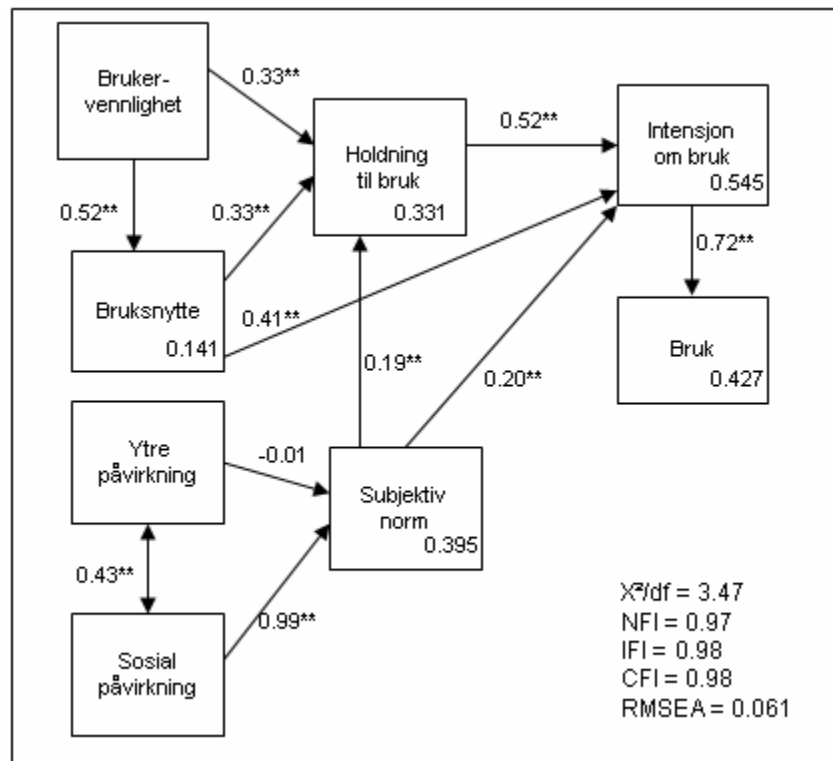 Bruker-
vennlighet
0.33**
Holdning
til bruk
0.331
0.52**
Intensjon
om bruk
0.545
0.52**
0.33**
0.72**
Bruksnytte
0.141
0.41**
Bruk
0.427
0.19**
0.20**
Ytre
påvirkning
-0.01
Subjektiv
norm
0.395
0.43**
0.99**
Sosial
påvirkning
X²/df = 3.47
NFI = 0.97
IFI = 0.98
CFI = 0.98
RMSEA = 0.061